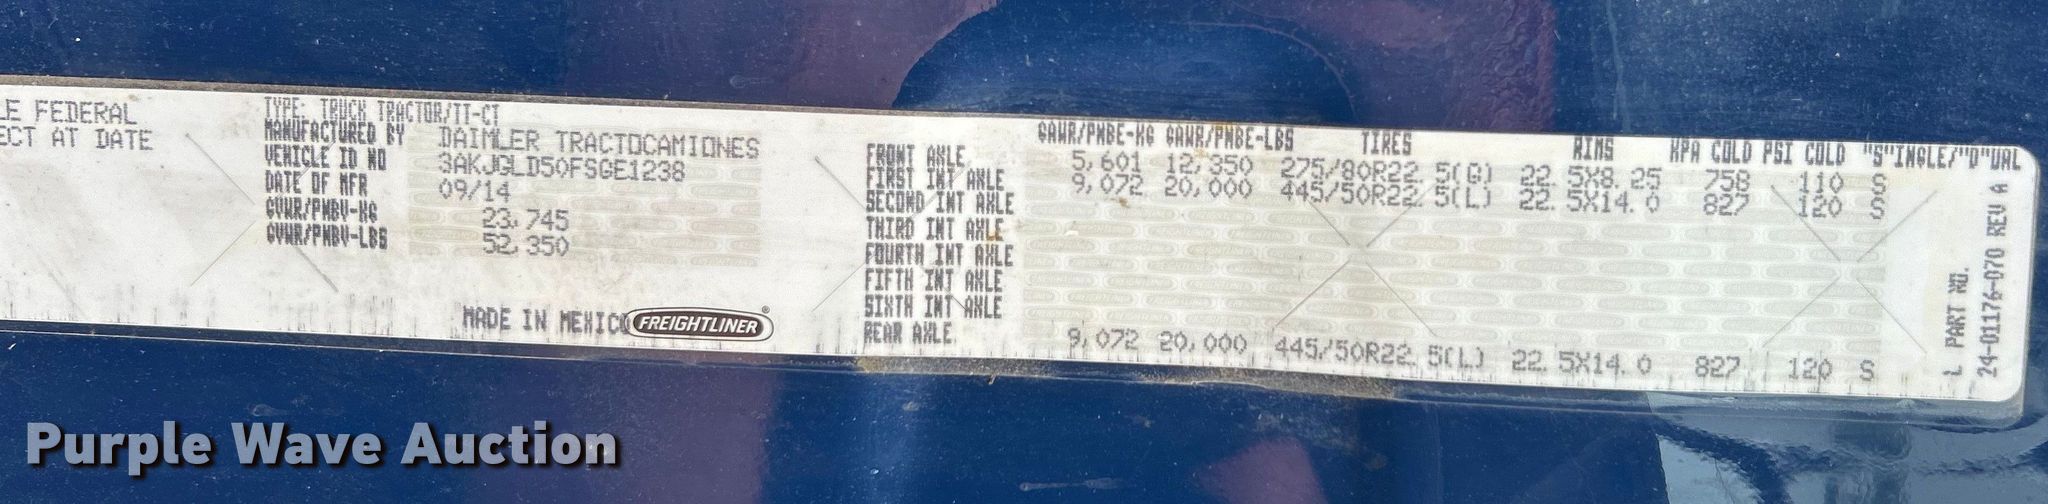 LE FEDERAL
ECT AT DATE
TYPE: TRUCK TRACTOR/TT-CT
MANUFACTURED BY DAIMLER TRACTOCAMIONES
VEHICLE ID NO 3AKJGLD50FSGE1238
DATE OF MFR 09/14
GVWR/PNBV-KG 23,745
GVWR/PNBV-LBS 52,350
MADE IN MEXICO FREIGHTLINER®
GAWR/PNBE-KG GAWR/PNBE-LBS TIRES RIMS KPA COLD PSI COLD "S"INGLE/"D"UAL
FRONT AXLE 5,601 12,350 275/80R22.5(G) 22.5X8.25 758 110 S
FIRST INT AXLE 9,072 20,000 445/50R22.5(L) 22.5X14.0 827 120 S
SECOND INT AXLE
THIRD INT AXLE
FOURTH INT AXLE
FIFTH INT AXLE
SIXTH INT AXLE
REAR AXLE 9,072 20,000 445/50R22.5(L) 22.5X14.0 827 120 S
L PART NO.
24-01176-070 REV A
Purple Wave Auction